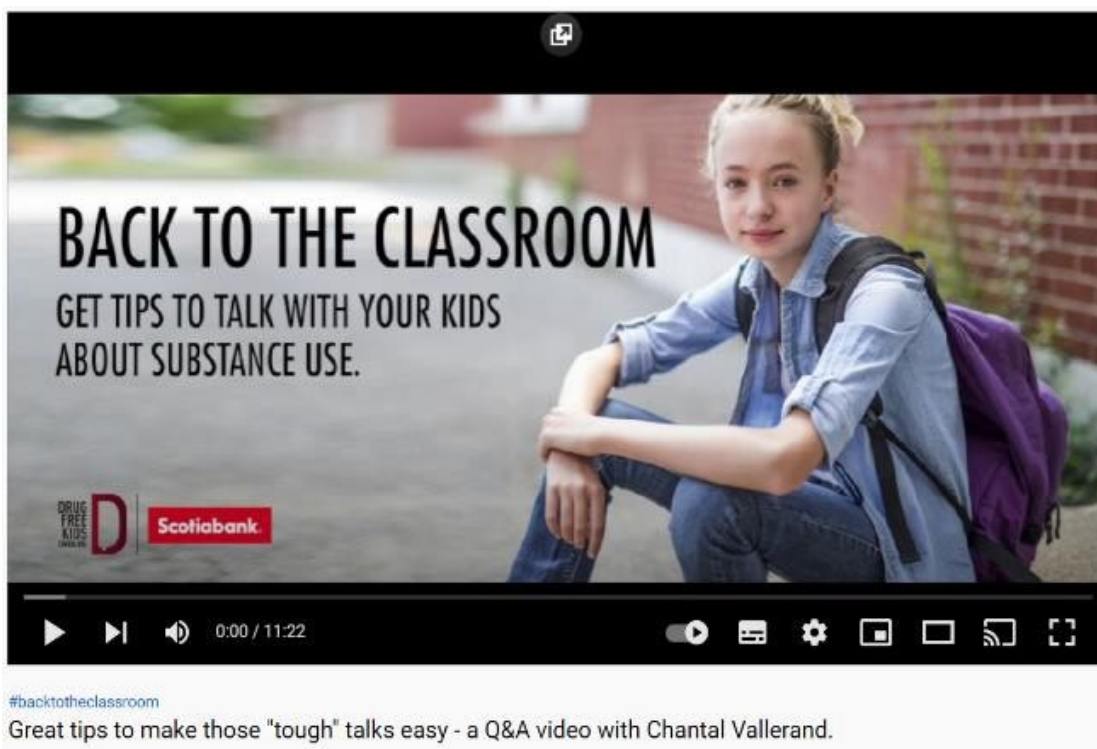 BACK TO THE CLASSROOM
GET TIPS TO TALK WITH YOUR KIDS
ABOUT SUBSTANCE USE.
DRUG
FREE
KIDS
D
Scotiabank
0:00 / 11:22
#backtotheclassroom
Great tips to make those "tough" talks easy - a Q&A video with Chantal Vallerand.